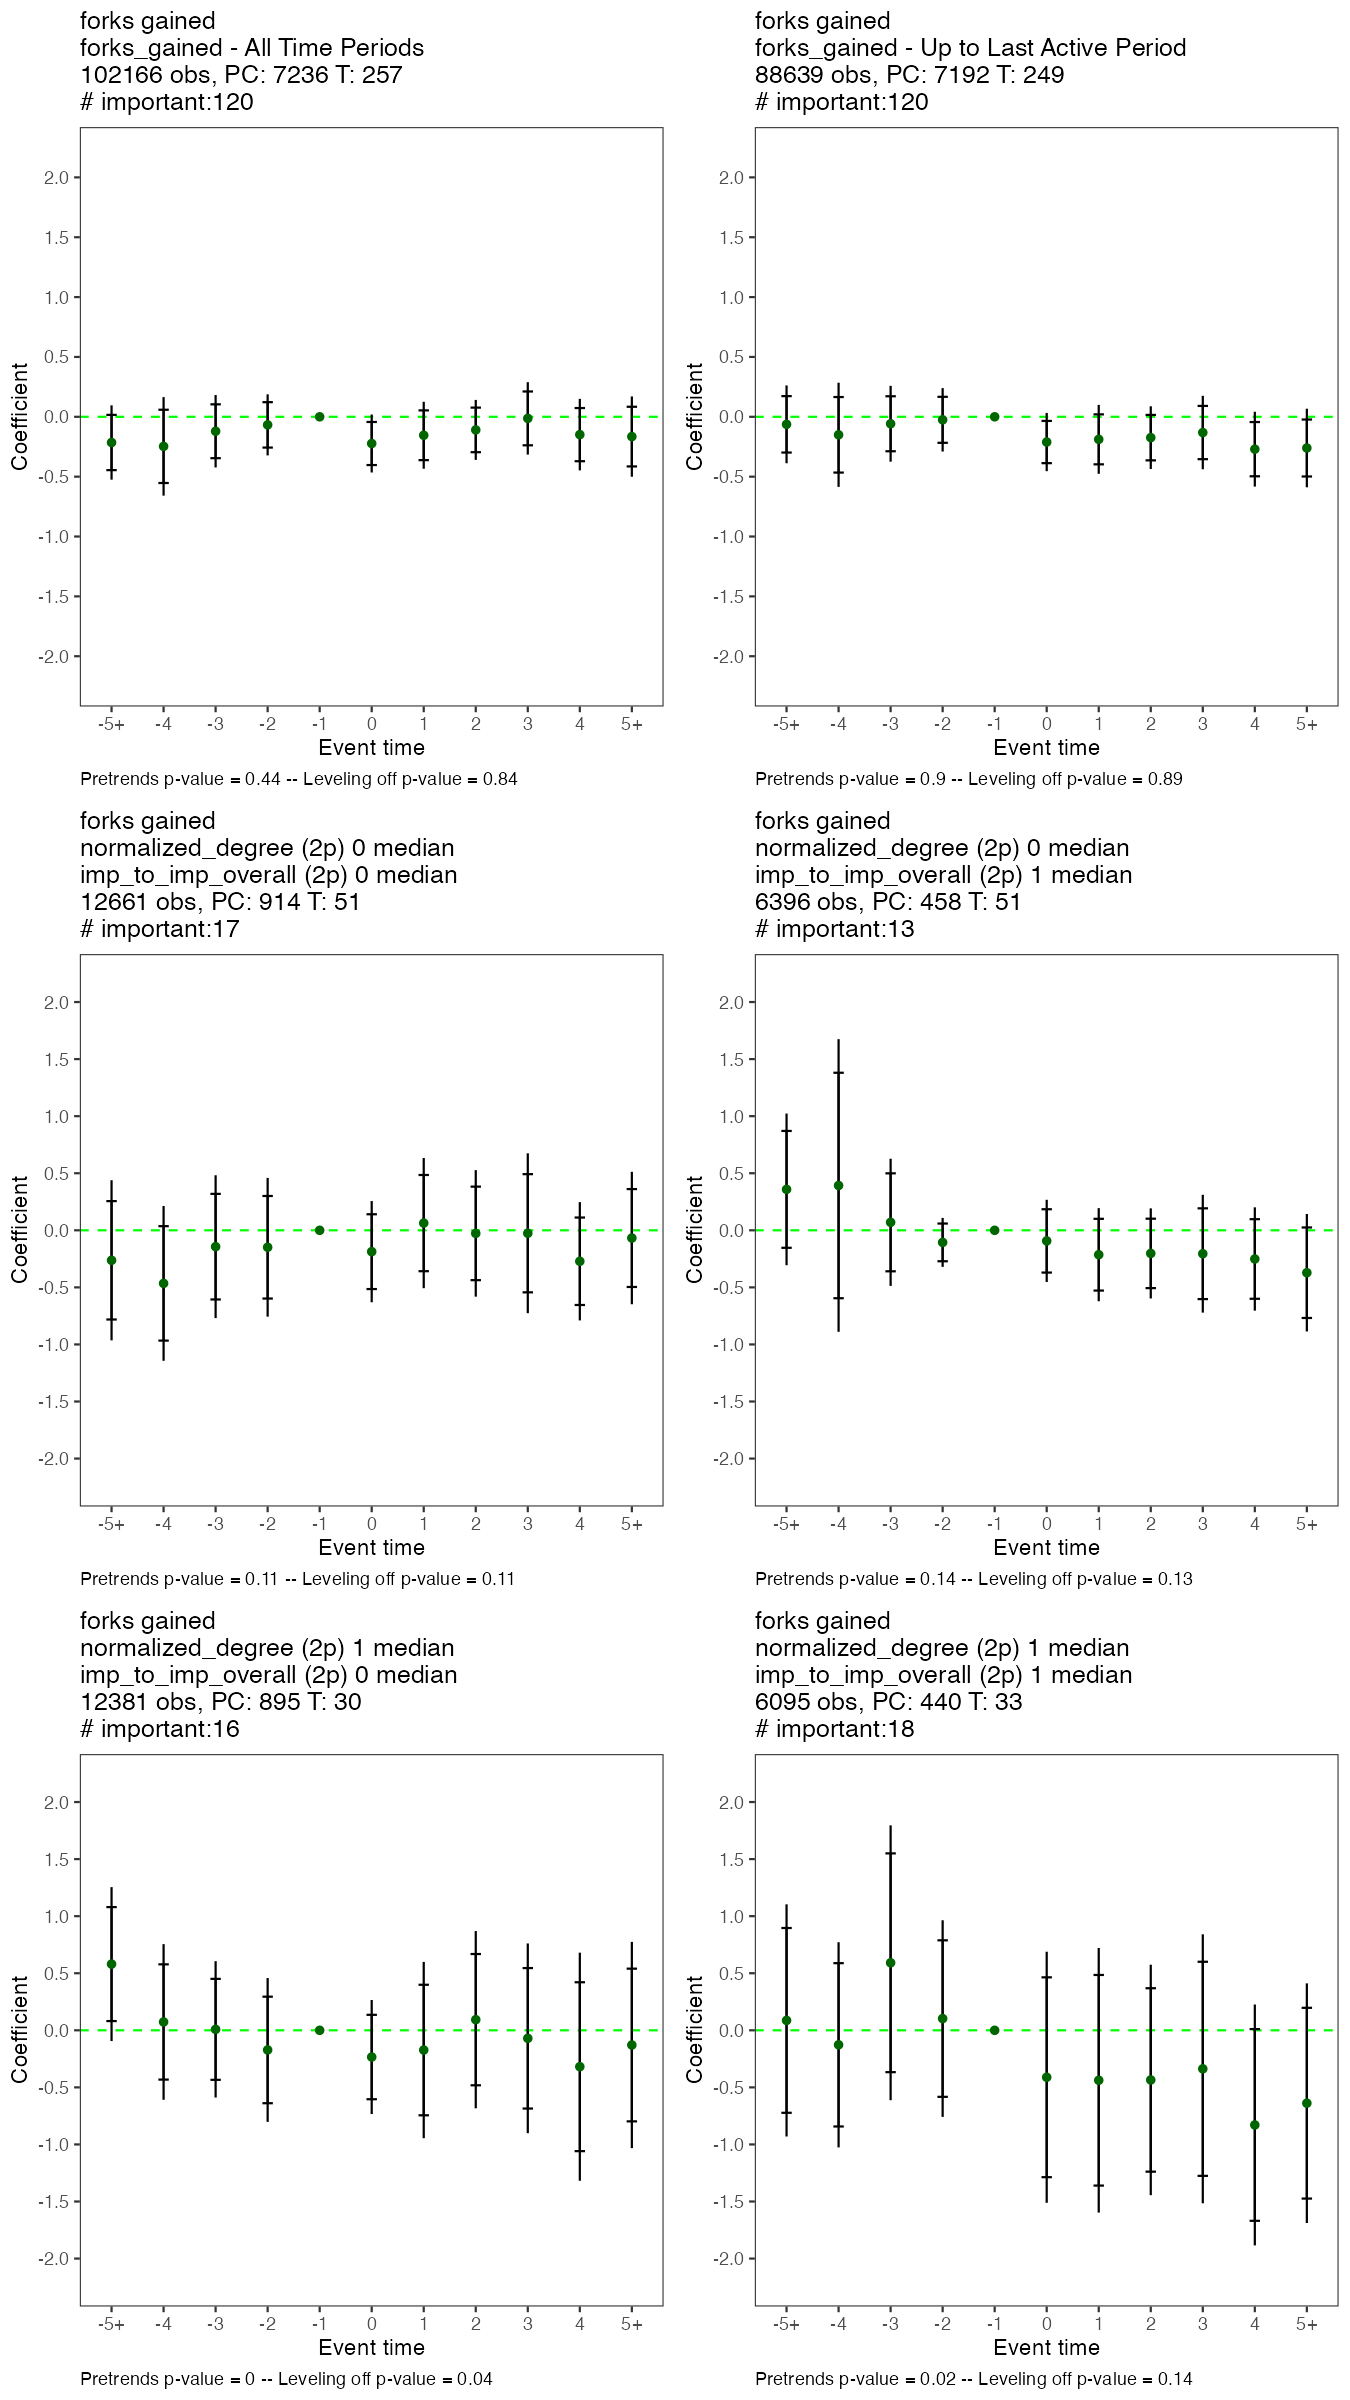 forks gained
forks_gained - All Time Periods
102166 obs, PC: 7236 T: 257
# important:120
2.0
1.5
1.0
0.5
0.0
-0.5
-1.0
-1.5
-2.0
Coefficient
-5+ -4 -3 -2 -1 0 1 2 3 4 5+
Event time
Pretrends p-value = 0.44 -- Leveling off p-value = 0.84
forks gained
forks_gained - Up to Last Active Period
88639 obs, PC: 7192 T: 249
# important:120
2.0
1.5
1.0
0.5
0.0
-0.5
-1.0
-1.5
-2.0
Coefficient
-5+ -4 -3 -2 -1 0 1 2 3 4 5+
Event time
Pretrends p-value = 0.9 -- Leveling off p-value = 0.89
forks gained
normalized_degree (2p) 0 median
imp_to_imp_overall (2p) 0 median
12661 obs, PC: 914 T: 51
# important:17
2.0
1.5
1.0
0.5
0.0
-0.5
-1.0
-1.5
-2.0
Coefficient
-5+ -4 -3 -2 -1 0 1 2 3 4 5+
Event time
Pretrends p-value = 0.11 -- Leveling off p-value = 0.11
forks gained
normalized_degree (2p) 0 median
imp_to_imp_overall (2p) 1 median
6396 obs, PC: 458 T: 51
# important:13
2.0
1.5
1.0
0.5
0.0
-0.5
-1.0
-1.5
-2.0
Coefficient
-5+ -4 -3 -2 -1 0 1 2 3 4 5+
Event time
Pretrends p-value = 0.14 -- Leveling off p-value = 0.13
forks gained
normalized_degree (2p) 1 median
imp_to_imp_overall (2p) 0 median
12381 obs, PC: 895 T: 30
# important:16
2.0
1.5
1.0
0.5
0.0
-0.5
-1.0
-1.5
-2.0
Coefficient
-5+ -4 -3 -2 -1 0 1 2 3 4 5+
Event time
Pretrends p-value = 0 -- Leveling off p-value = 0.04
forks gained
normalized_degree (2p) 1 median
imp_to_imp_overall (2p) 1 median
6095 obs, PC: 440 T: 33
# important:18
2.0
1.5
1.0
0.5
0.0
-0.5
-1.0
-1.5
-2.0
Coefficient
-5+ -4 -3 -2 -1 0 1 2 3 4 5+
Event time
Pretrends p-value = 0.02 -- Leveling off p-value = 0.14